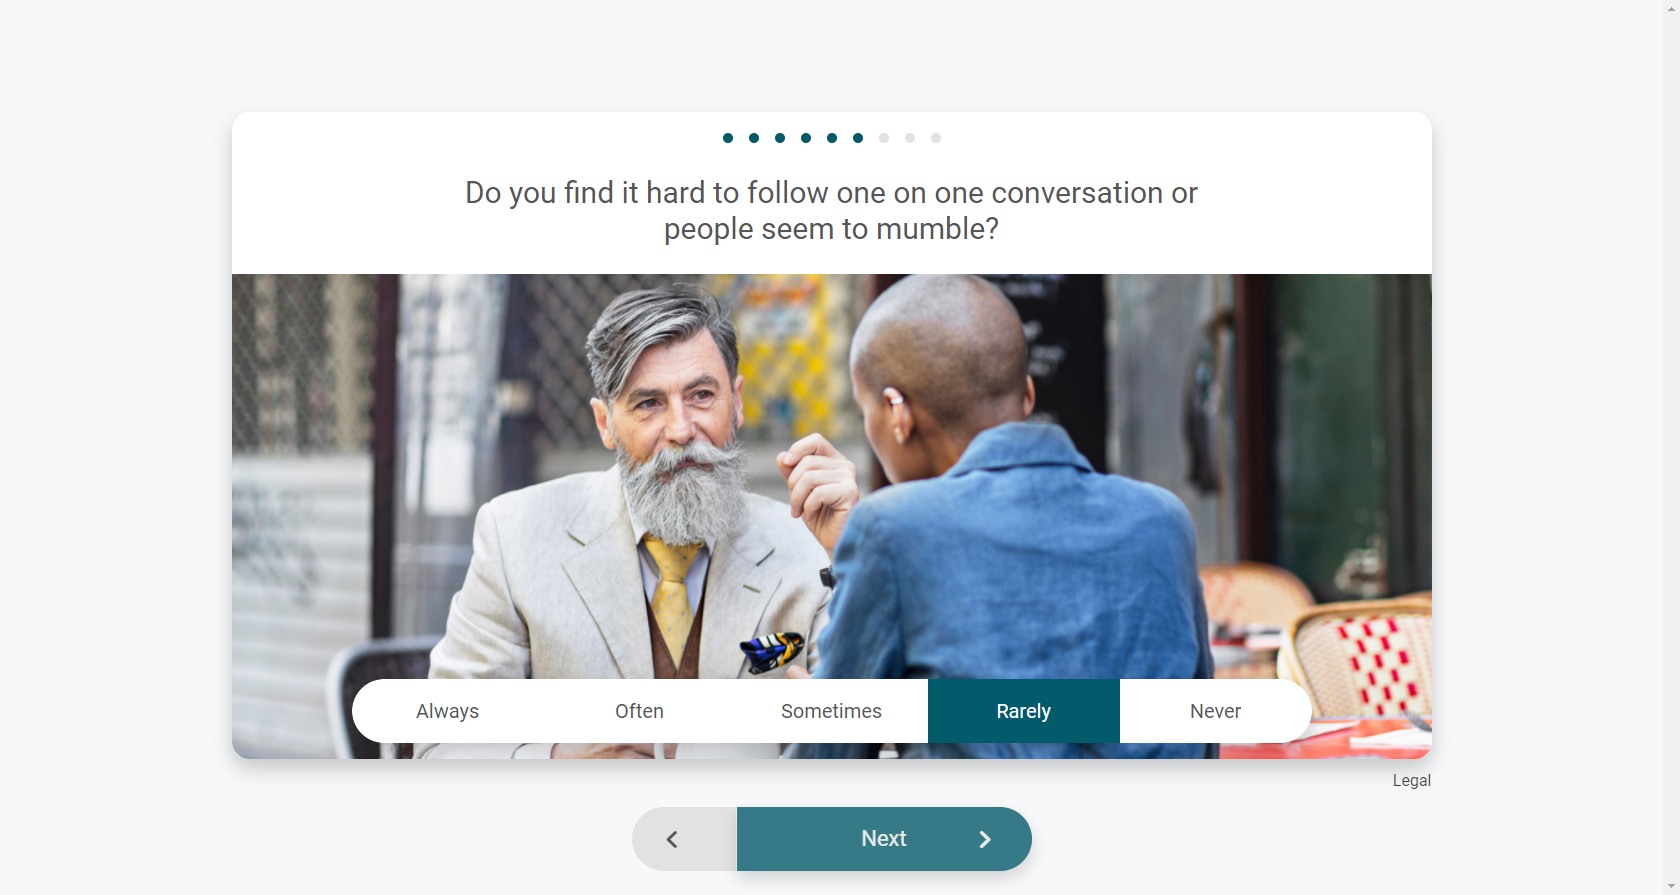 Do you find it hard to follow one on one conversation or
people seem to mumble?
Always
Often
Sometimes
Rarely
Never
Legal
Next